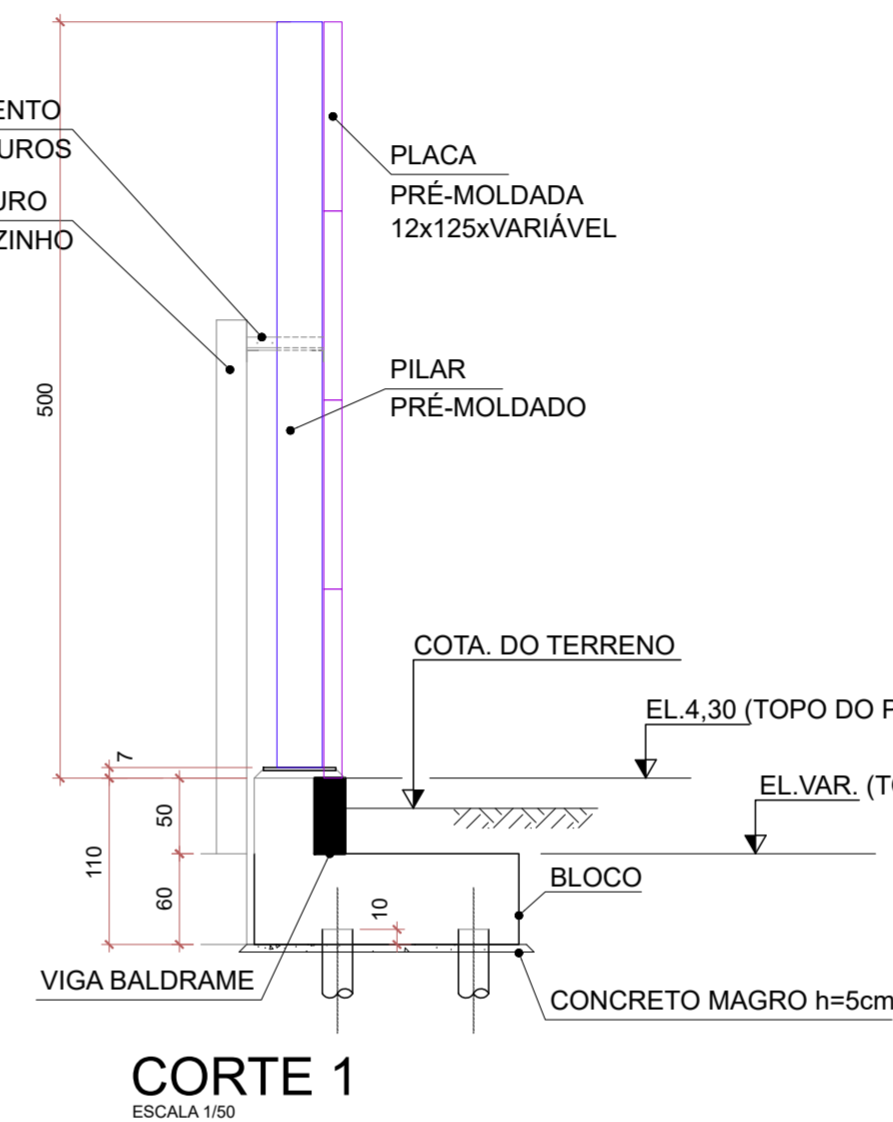 ENTO
UROS
URO
ZINHO
PLACA
PRÉ-MOLDADA
12x125xVARIÁVEL
500
PILAR
PRÉ-MOLDADO
COTA. DO TERRENO
EL.4,30 (TOPO DO P
EL.VAR. (TO
7
50
110
60
10
BLOCO
VIGA BALDRAME
CONCRETO MAGRO h=5cm
CORTE 1
ESCALA 1/50